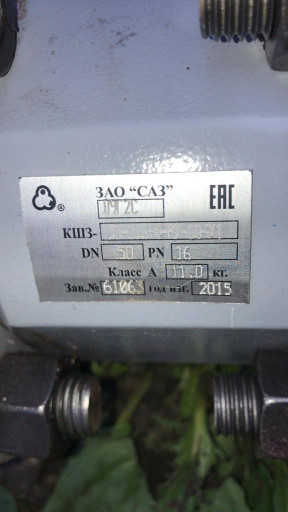 ЗАО “САЗ”
ЕАС
09Г2С
®
КШЗ-
DN 50 PN 16
Класс А 11.0 кг.
Зав.№ 61063 год изг. 2015